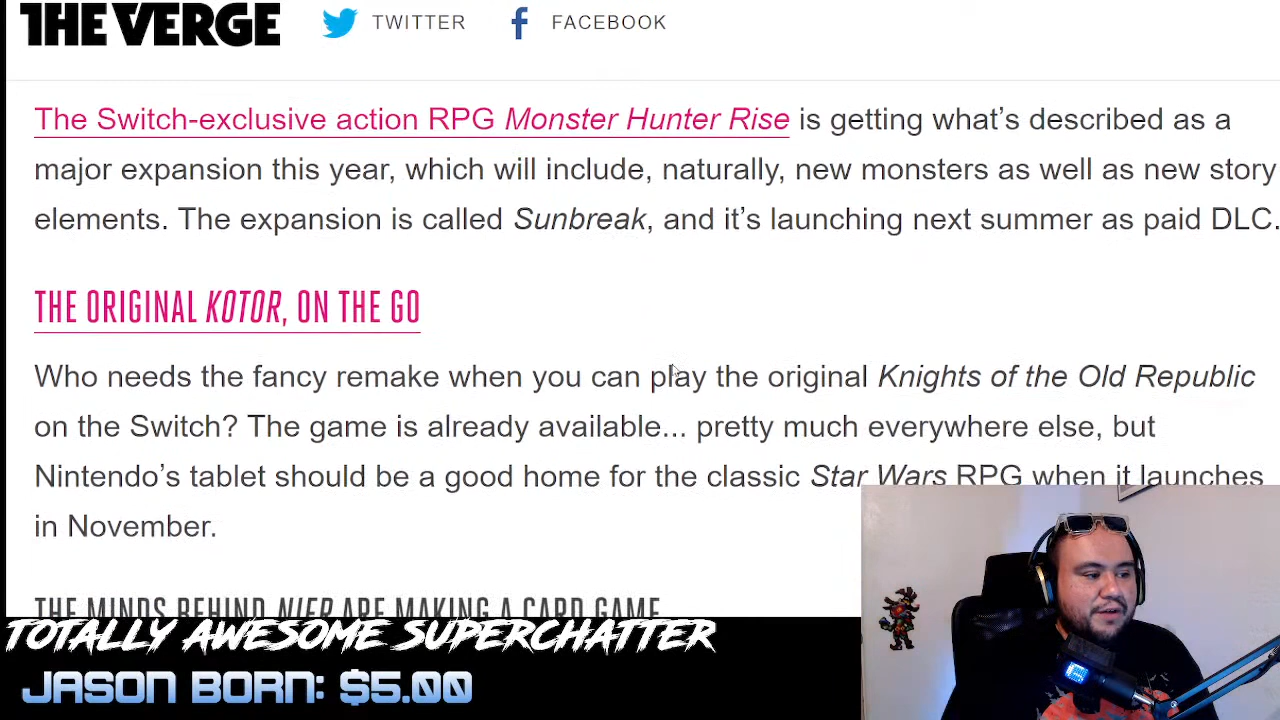 THE VERGE TWITTER FACEBOOK
The Switch-exclusive action RPG Monster Hunter Rise is getting what's described as a
major expansion this year, which will include, naturally, new monsters as well as new story
elements. The expansion is called Sunbreak, and it's launching next summer as paid DLC.
THE ORIGINAL KOTOR, ON THE GO
Who needs the fancy remake when you can play the original Knights of the Old Republic
on the Switch? The game is already available... pretty much everywhere else, but
Nintendo's tablet should be a good home for the classic Star Wars RPG when it launches
in November.
THE MINDS BEHIND NIER ARE MAKING A CARD GAME
TOTALLY AWESOME SUPERCHATTER
JASON BORN: $5.00